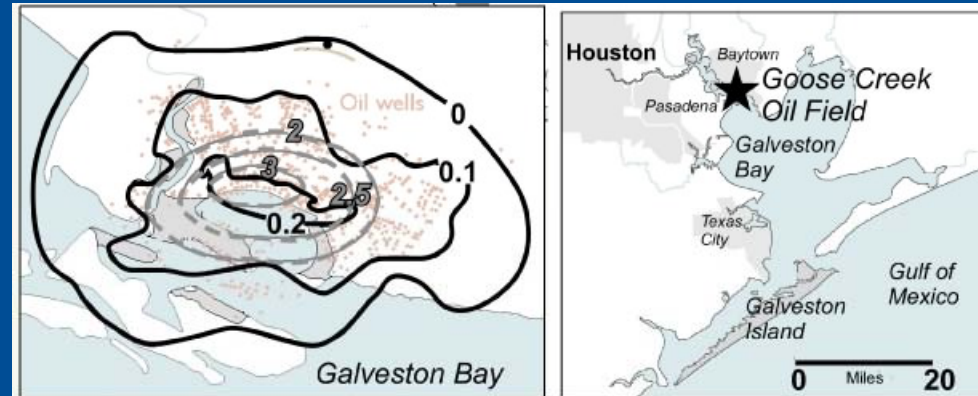 Oil wells
0
2
3
0.1
2.5
0.2
Galveston Bay
Houston
Baytown
Goose Creek
Oil Field
Pasadena
Galveston
Bay
Texas
City
Gulf of
Mexico
Galveston
Island
0 Miles 20